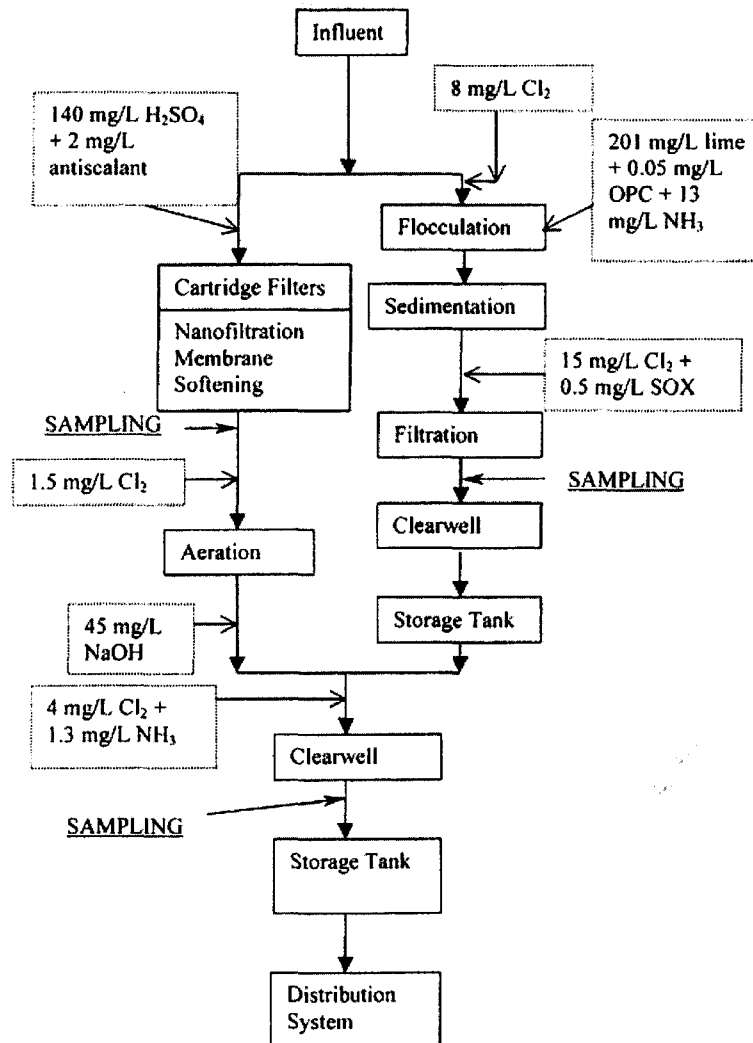 Influent
8 mg/L Cl₂
140 mg/L H₂SO₄
+ 2 mg/L
antiscalant
201 mg/L lime
+ 0.05 mg/L
OPC + 13
mg/L NH₃
Flocculation
Cartridge Filters
Nanofiltration
Membrane
Softening
Sedimentation
15 mg/L Cl₂ +
0.5 mg/L SOX
SAMPLING
Filtration
1.5 mg/L Cl₂
SAMPLING
Clearwell
Aeration
45 mg/L
NaOH
Storage Tank
4 mg/L Cl₂ +
1.3 mg/L NH₃
Clearwell
SAMPLING
Storage Tank
Distribution
System